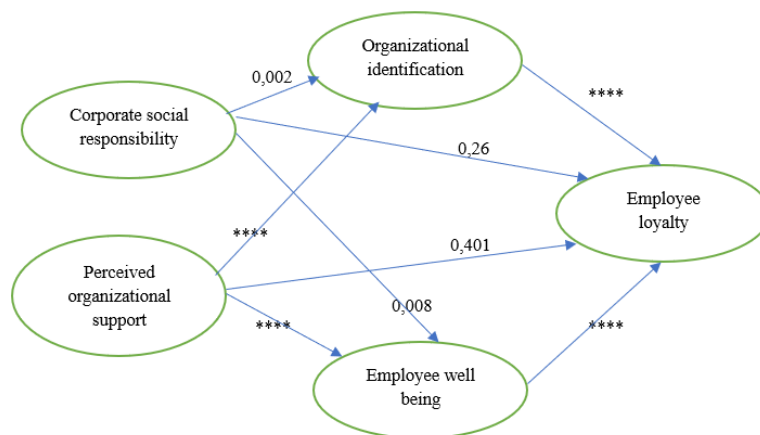 Organizational
identification
0,002
****
Corporate social
responsibility
0,26
Employee
loyalty
****
0,401
Perceived
organizational
support
0,008
****
****
Employee well
being